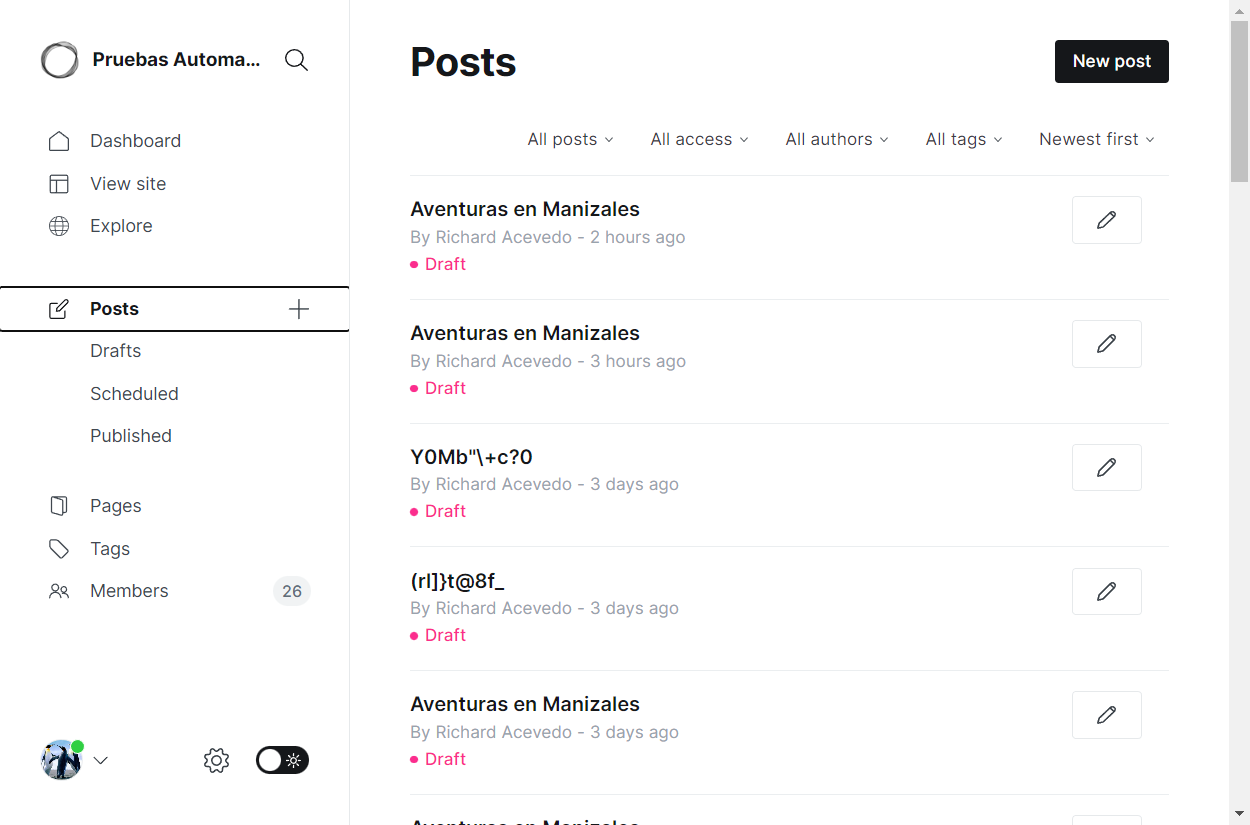 Pruebas Automa...
Dashboard
View site
Explore
Posts
Drafts
Scheduled
Published
Pages
Tags
Members 26
Posts
New post
All posts All access All authors All tags Newest first
Aventuras en Manizales
By Richard Acevedo - 2 hours ago
Draft
Aventuras en Manizales
By Richard Acevedo - 3 hours ago
Draft
Y0Mb"\+c?0
By Richard Acevedo - 3 days ago
Draft
(rl]}t@8f_
By Richard Acevedo - 3 days ago
Draft
Aventuras en Manizales
By Richard Acevedo - 3 days ago
Draft
Aventuras en Manizales